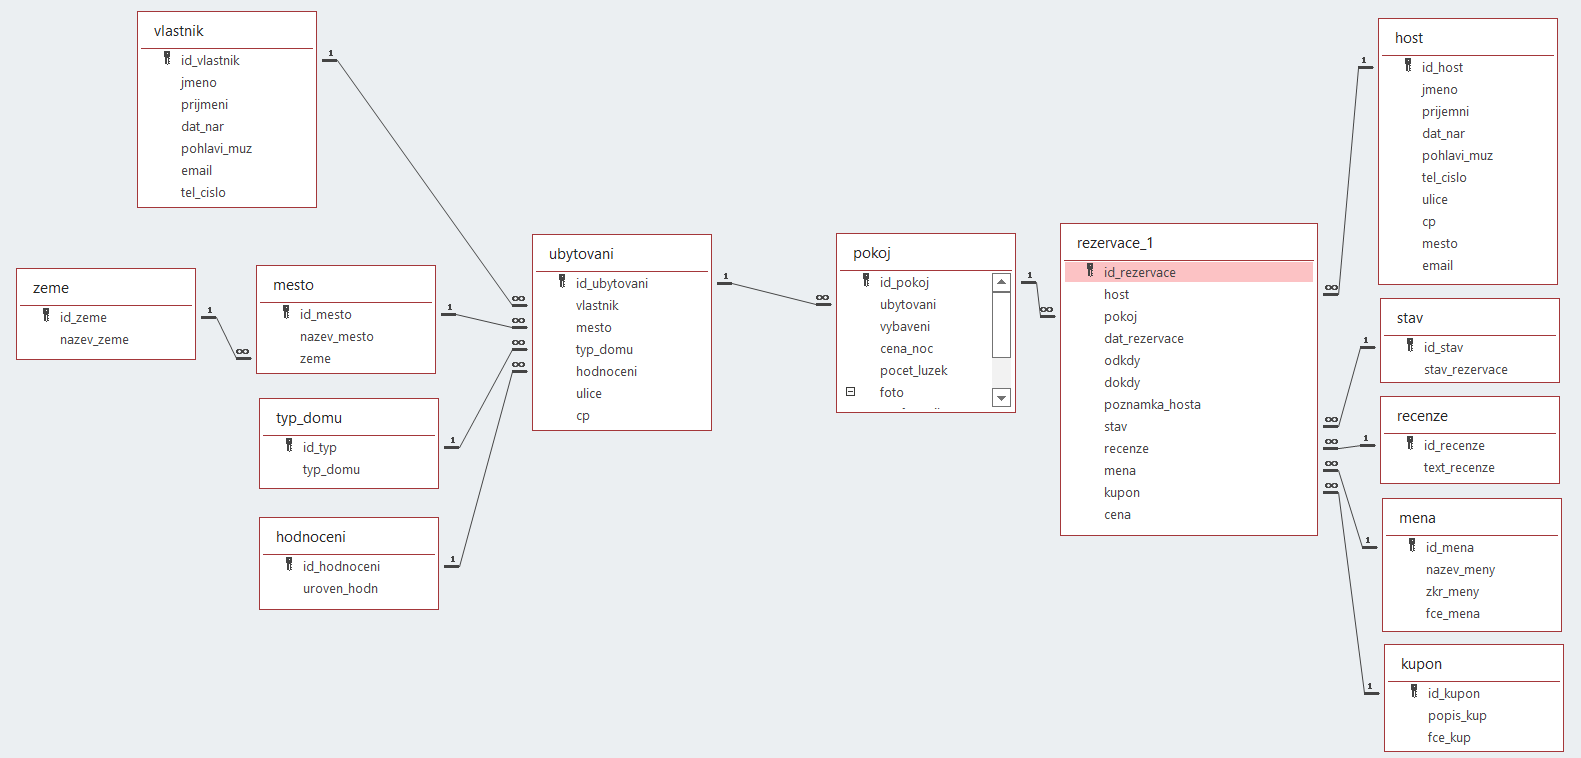 vlastnik
id_vlastnik
jmeno
prijmeni
dat_nar
pohlavi_muz
email
tel_cislo
1
∞
zeme
id_zeme
nazev_zeme
1
∞
mesto
id_mesto
nazev_mesto
zeme
1
∞
typ_domu
id_typ
typ_domu
1
∞
hodnoceni
id_hodnoceni
uroven_hodn
1
∞
ubytovani
id_ubytovani
vlastnik
mesto
typ_domu
hodnoceni
ulice
cp
1
∞
pokoj
id_pokoj
ubytovani
vybaveni
cena_noc
pocet_luzek
foto
1
∞
rezervace_1
id_rezervace
host
pokoj
dat_rezervace
odkdy
dokdy
poznamka_hosta
stav
recenze
mena
kupon
cena
∞
∞
∞
∞
∞
1
host
id_host
jmeno
prijemni
dat_nar
pohlavi_muz
tel_cislo
ulice
cp
mesto
email
1
stav
id_stav
stav_rezervace
1
recenze
id_recenze
text_recenze
1
mena
id_mena
nazev_meny
zkr_meny
fce_mena
1
kupon
id_kupon
popis_kup
fce_kup